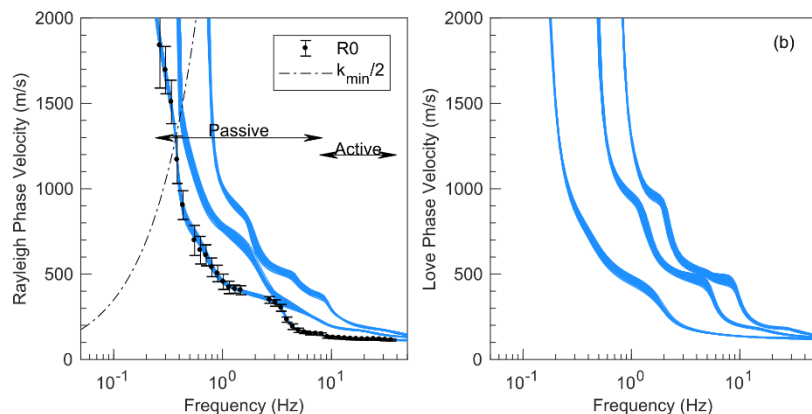 2000
1500
1000
500
0
Rayleigh Phase Velocity (m/s)
R0
k_min/2
Passive
Active
10^-1
10^0
10^1
Frequency (Hz)
2000
1500
1000
500
0
Love Phase Velocity (m/s)
(b)
10^-1
10^0
10^1
Frequency (Hz)